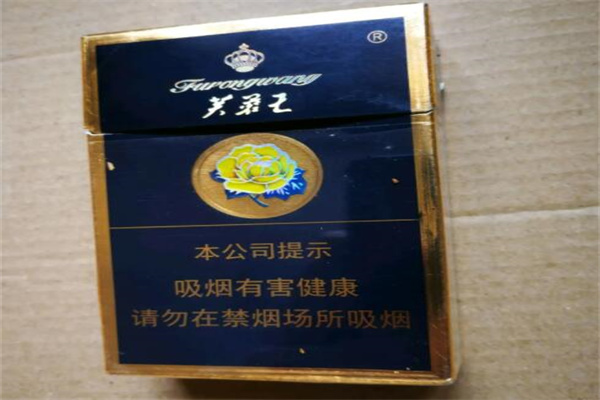 ®
Furongwang
芙蓉王
本公司提示
吸烟有害健康
请勿在禁烟场所吸烟